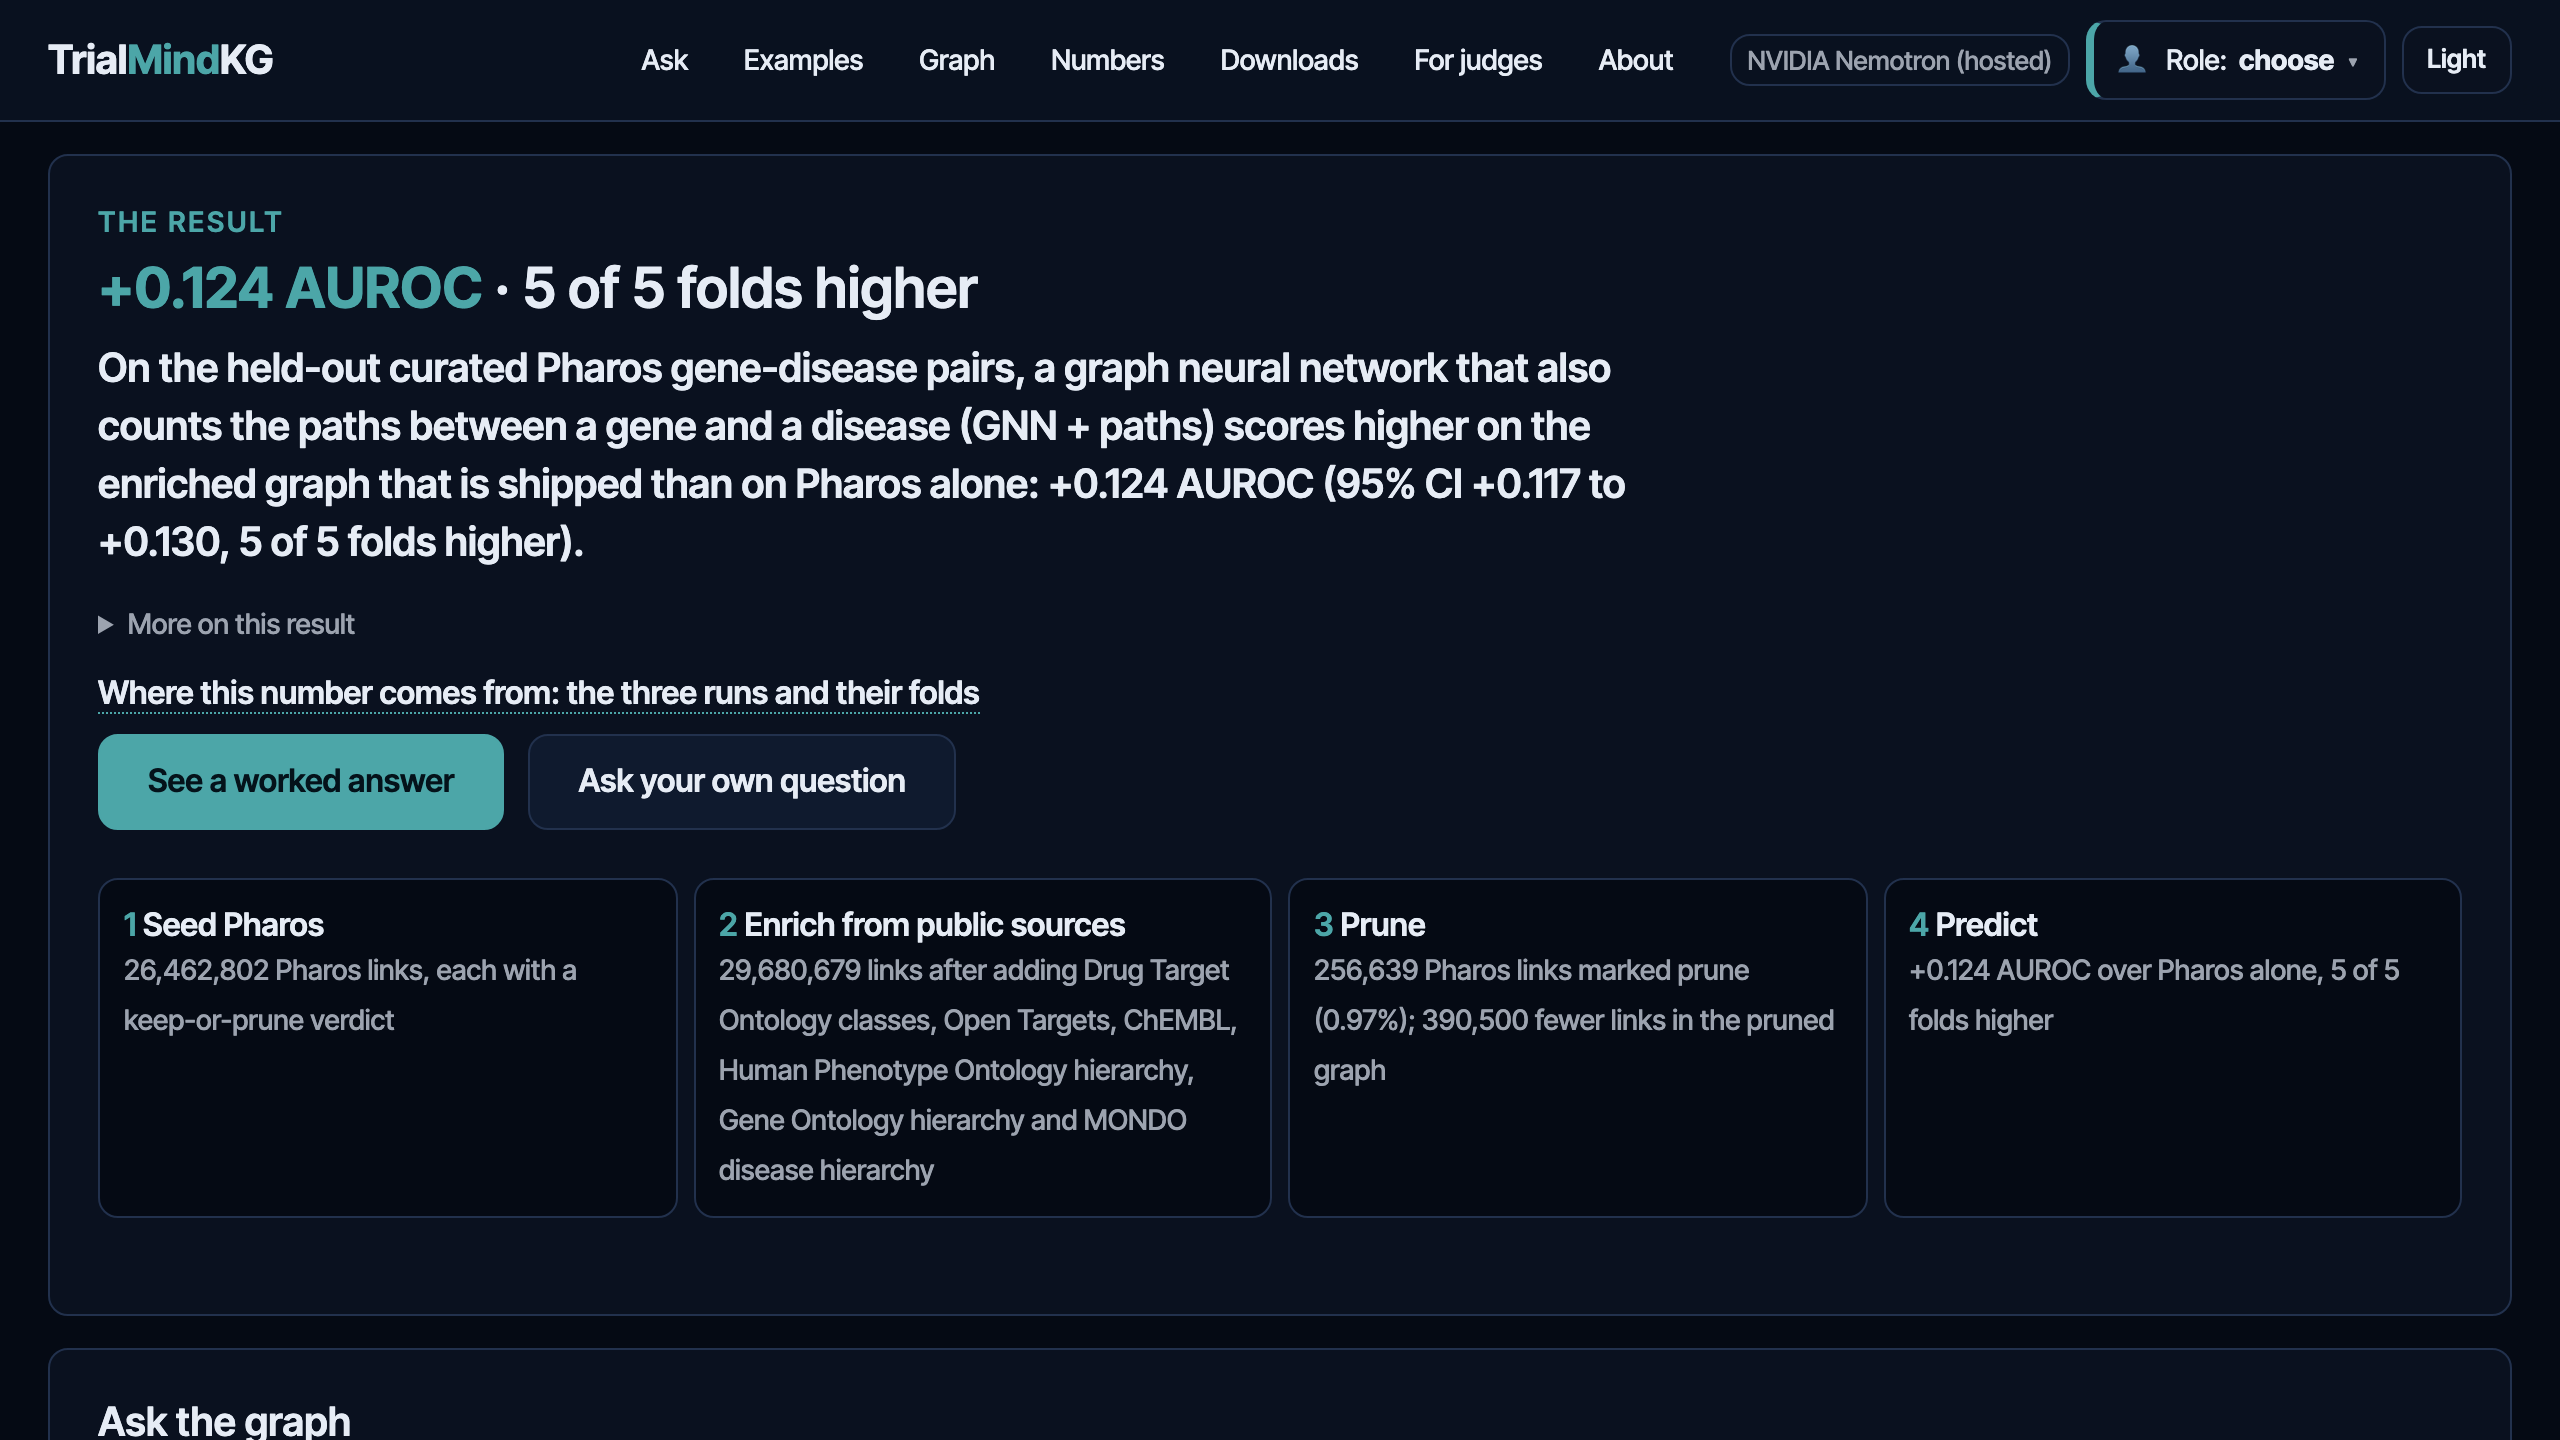 TrialMindKG
Ask
Examples
Graph
Numbers
Downloads
For judges
About
NVIDIA Nemotron (hosted)
Role: choose
Light
THE RESULT
+0.124 AUROC · 5 of 5 folds higher
On the held-out curated Pharos gene-disease pairs, a graph neural network that also
counts the paths between a gene and a disease (GNN + paths) scores higher on the
enriched graph that is shipped than on Pharos alone: +0.124 AUROC (95% CI +0.117 to
+0.130, 5 of 5 folds higher).
More on this result
Where this number comes from: the three runs and their folds
See a worked answer
Ask your own question
1 Seed Pharos
26,462,802 Pharos links, each with a
keep-or-prune verdict
2 Enrich from public sources
29,680,679 links after adding Drug Target
Ontology classes, Open Targets, ChEMBL,
Human Phenotype Ontology hierarchy,
Gene Ontology hierarchy and MONDO
disease hierarchy
3 Prune
256,639 Pharos links marked prune
(0.97%); 390,500 fewer links in the pruned
graph
4 Predict
+0.124 AUROC over Pharos alone, 5 of 5
folds higher
Ask the graph